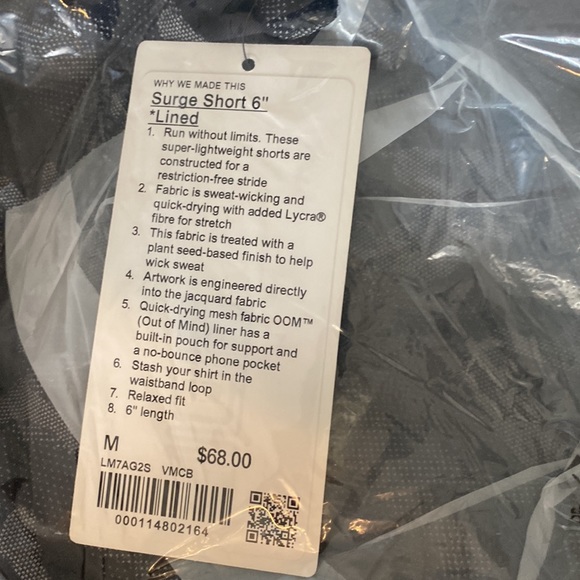 WHY WE MADE THIS
Surge Short 6"
*Lined
1. Run without limits. These
super-lightweight shorts are
constructed for a
restriction-free stride
2. Fabric is sweat-wicking and
quick-drying with added Lycra®
fibre for stretch
3. This fabric is treated with a
plant seed-based finish to help
wick sweat
4. Artwork is engineered directly
into the jacquard fabric
5. Quick-drying mesh fabric OOM™
(Out of Mind) liner has a
built-in pouch for support and
a no-bounce phone pocket
6. Stash your shirt in the
waistband loop
7. Relaxed fit
8. 6" length
M $68.00
LM7AG2S VMCB
000114802164